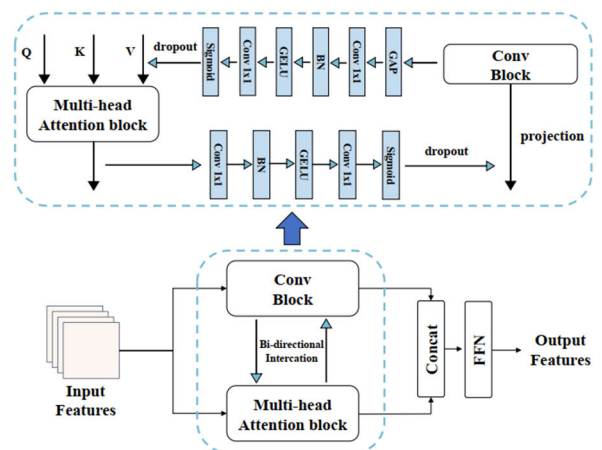 Q
K
V
dropout
Sigmoid
Conv 1x1
GELU
BN
Conv 1x1
GAP
Conv
Block
Multi-head
Attention block
Conv 1x1
BN
GELU
Conv 1x1
Sigmoid
dropout
projection
Conv
Block
Bi-directional
Intercation
Multi-head
Attention block
Input
Features
Concat
FFN
Output
Features